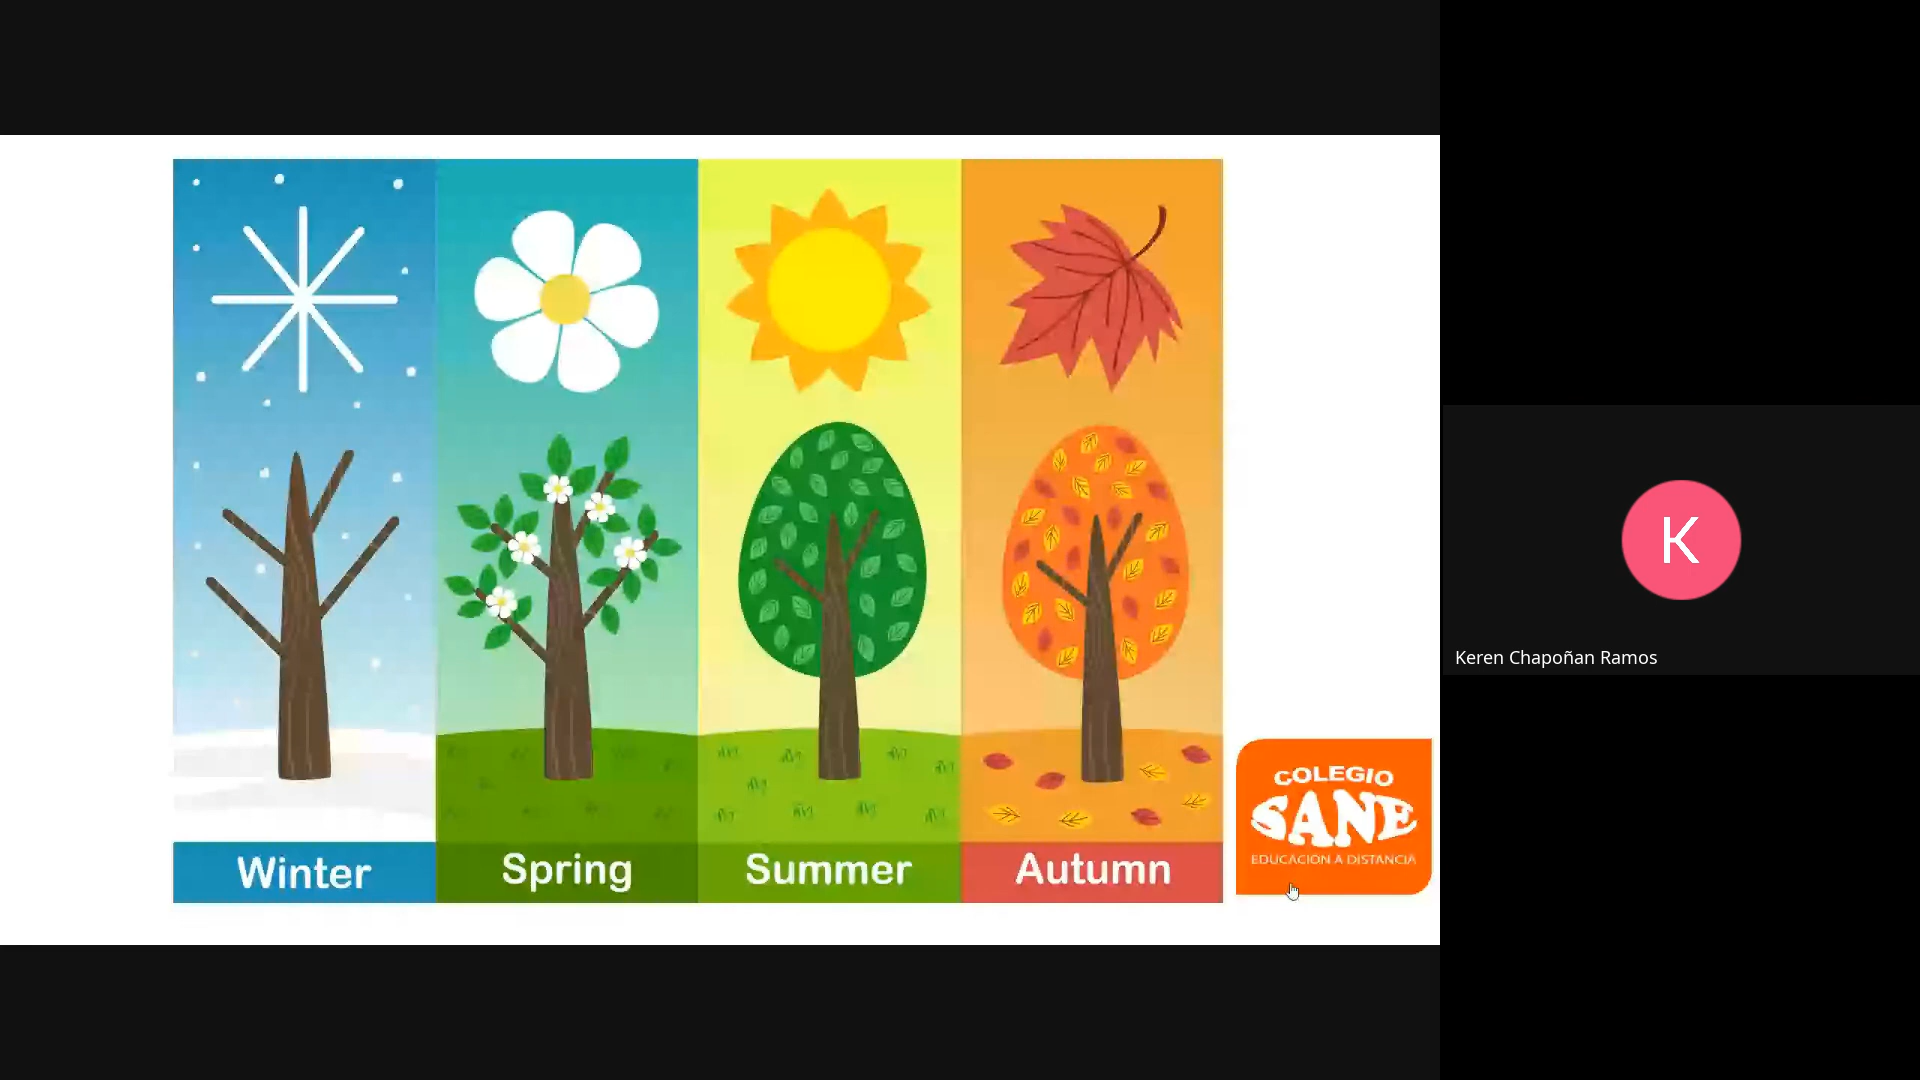 Winter
Spring
Summer
Autumn
COLEGIO
SANE
EDUCACIÓN A DISTANCIA
K
Keren Chapoñan Ramos